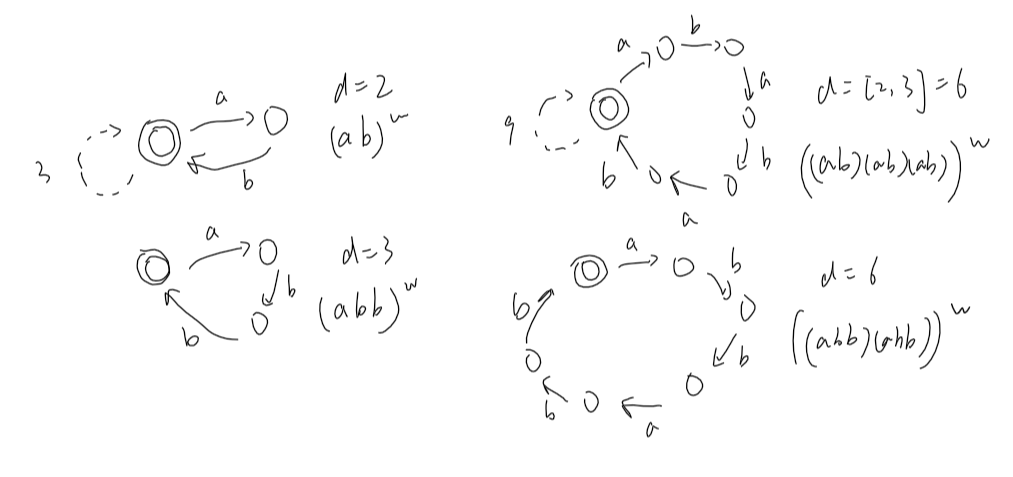 a
b
3
d=2
(ab)^w
a
b
b
d=3
(abb)^w
a
b
a
b
a
b
9
d=[2,3]=6
((ab)(ab)(ab))^w
a
b
b
a
b
b
d=6
((abb)(abb))^w